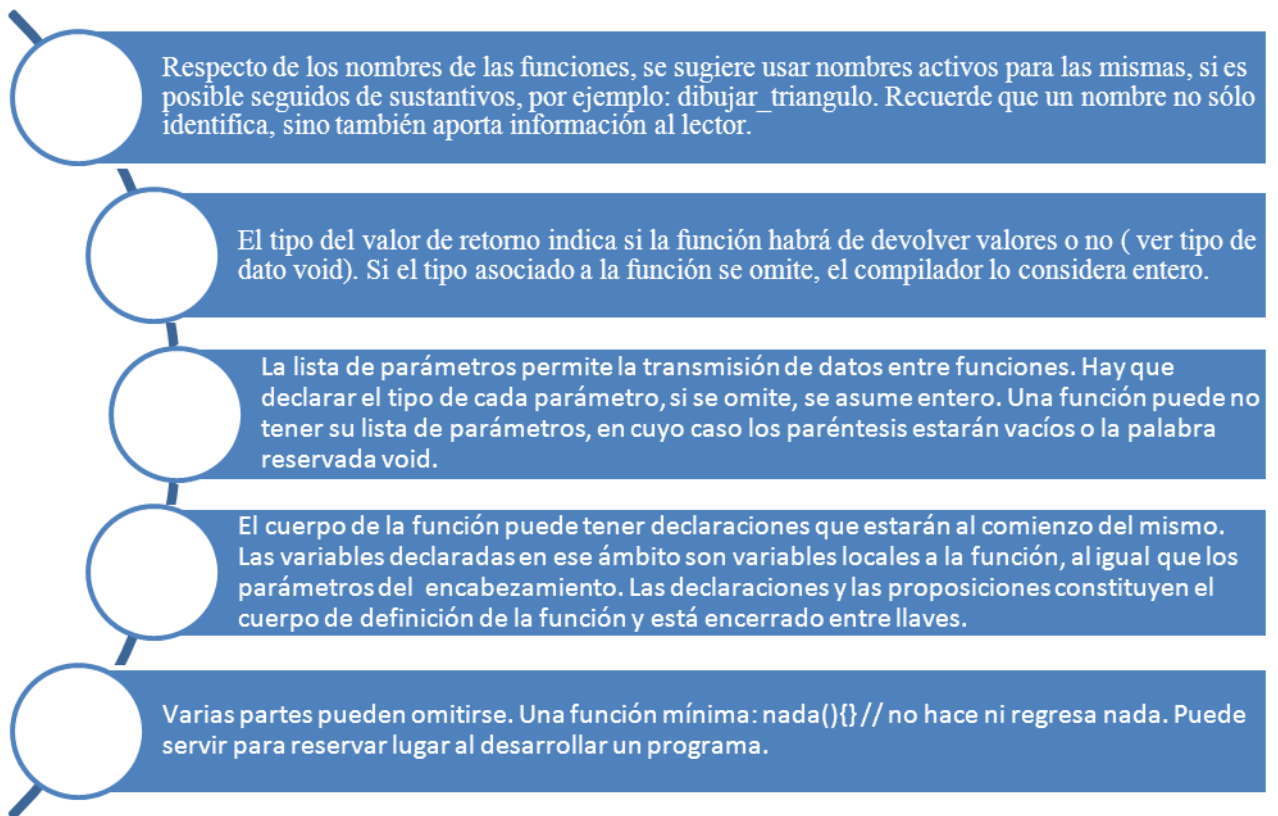 Respecto de los nombres de las funciones, se sugiere usar nombres activos para las mismas, si es
posible seguidos de sustantivos, por ejemplo: dibujar_triangulo. Recuerde que un nombre no sólo
identifica, sino también aporta información al lector.
El tipo del valor de retorno indica si la función habrá de devolver valores o no ( ver tipo de
dato void). Si el tipo asociado a la función se omite, el compilador lo considera entero.
La lista de parámetros permite la transmisión de datos entre funciones. Hay que
declarar el tipo de cada parámetro, si se omite, se asume entero. Una función puede no
tener su lista de parámetros, en cuyo caso los paréntesis estarán vacíos o la palabra
reservada void.
El cuerpo de la función puede tener declaraciones que estarán al comienzo del mismo.
Las variables declaradas en ese ámbito son variables locales a la función, al igual que los
parámetros del encabezamiento. Las declaraciones y las proposiciones constituyen el
cuerpo de definición de la función y está encerrado entre llaves.
Varias partes pueden omitirse. Una función mínima: nada(){} // no hace ni regresa nada. Puede
servir para reservar lugar al desarrollar un programa.